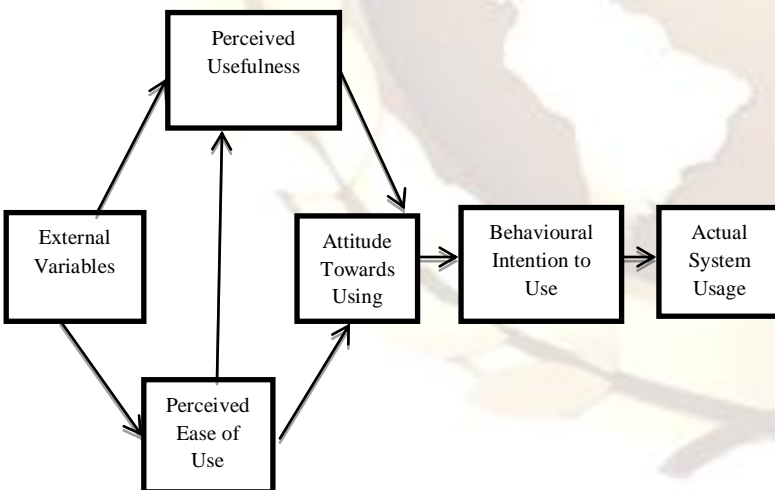 Perceived
Usefulness
External
Variables
Attitude
Towards
Using
Behavioural
Intention to
Use
Actual
System
Usage
Perceived
Ease of
Use